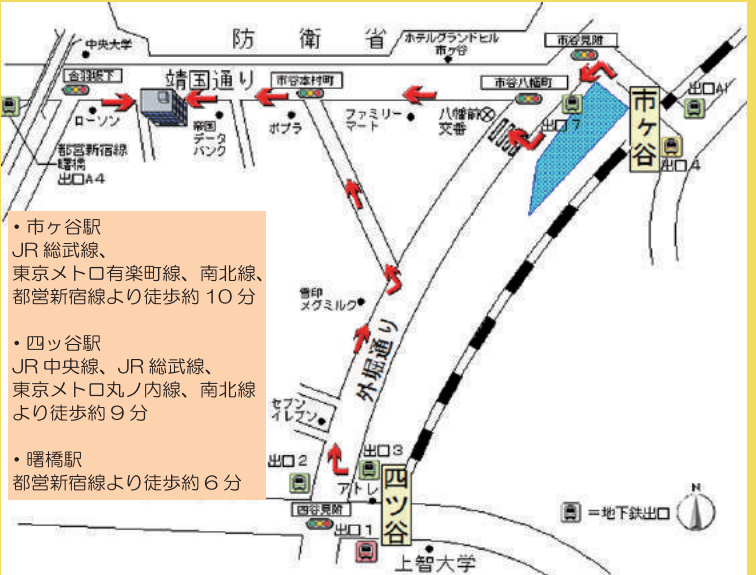 防衛省
中央大学
ホテルグランドヒル
市ヶ谷
市谷見附
合羽坂下
靖国通り
市谷本村町
市谷八幡町
出口A1
ローソン
帝国
データ
バンク
ポプラ
ファミリー
マート
八幡前
交番
出口7
市ヶ谷
出口4
都営新宿線
曙橋
出口A4
・市ヶ谷駅
JR総武線、
東京メトロ有楽町線、南北線、
都営新宿線より徒歩約10分
・四ッ谷駅
JR中央線、JR総武線、
東京メトロ丸ノ内線、南北線
より徒歩約9分
・曙橋駅
都営新宿線より徒歩約6分
雪印
メグミルク
外堀通り
セブン
イレブン
出口2
出口3
アトレ
四ツ谷
四谷見附
出口1
上智大学
=地下鉄出口
N